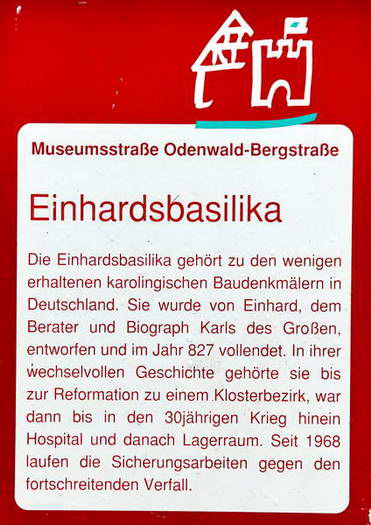 Museumsstraße Odenwald-Bergstraße
Einhardsbasilika
Die Einhardsbasilika gehört zu den wenigen
erhaltenen karolingischen Baudenkmälern in
Deutschland. Sie wurde von Einhard, dem
Berater und Biograph Karls des Großen,
entworfen und im Jahr 827 vollendet. In ihrer
wechselvollen Geschichte gehörte sie bis
zur Reformation zu einem Klosterbezirk, war
dann bis in den 30jährigen Krieg hinein
Hospital und danach Lagerraum. Seit 1968
laufen die Sicherungsarbeiten gegen den
fortschreitenden Verfall.